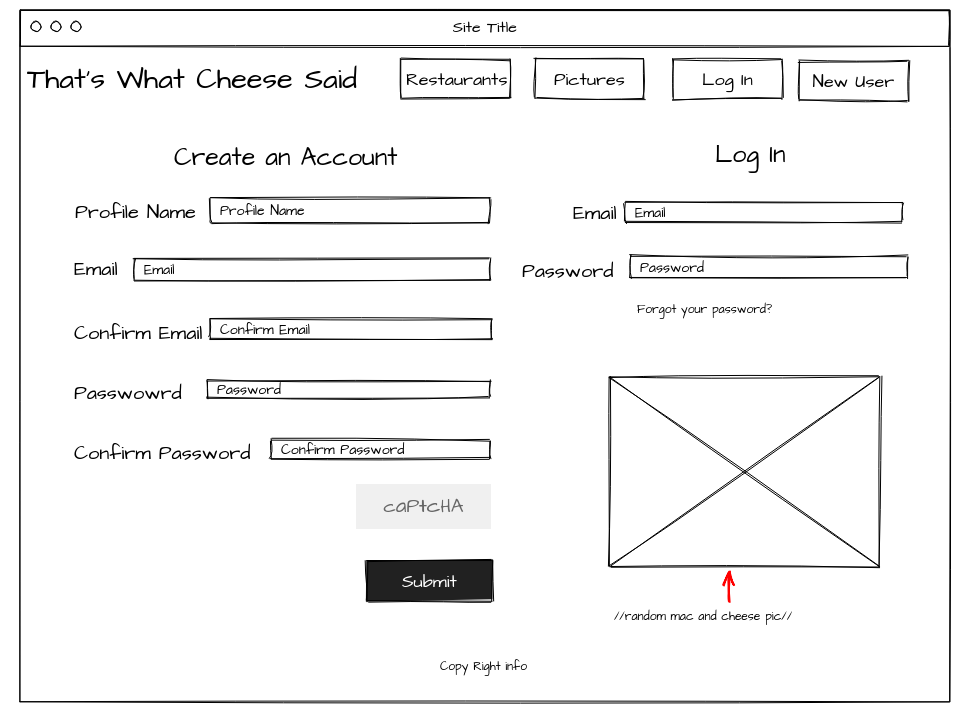 Site Title
That's What Cheese Said
Restaurants
Pictures
Log In
New User
Create an Account
Profile Name
Profile Name
Email
Email
Confirm Email
Confirm Email
Passwowrd
Password
Confirm Password
Confirm Password
caPtcHA
Submit
Log In
Email
Email
Password
Password
Forgot your password?
//random mac and cheese pic//
Copy Right info